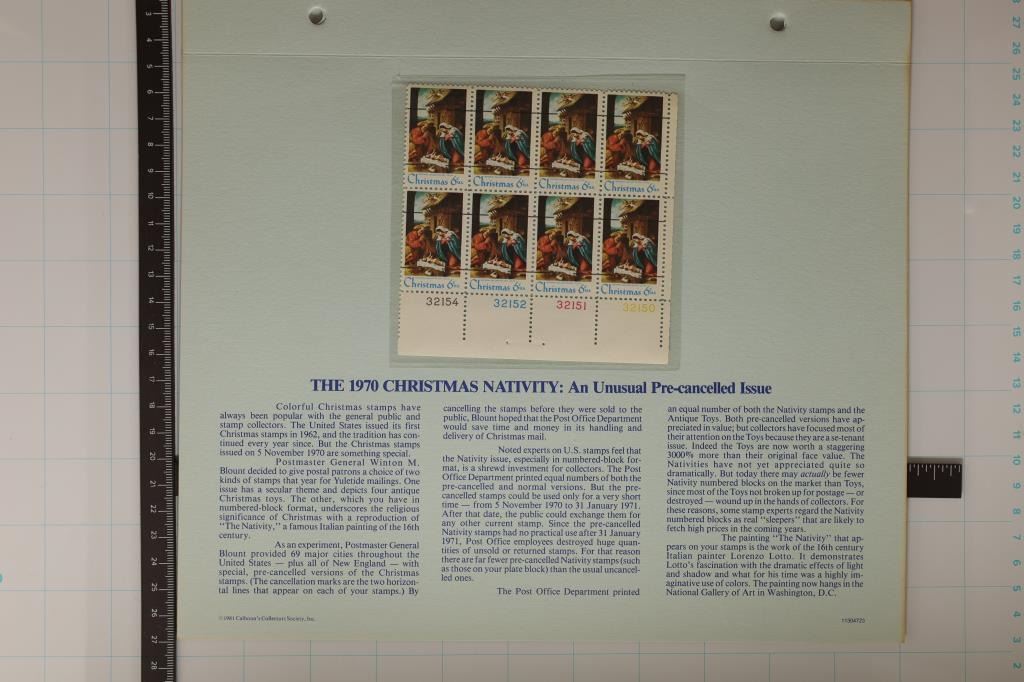 Christmas 6¢ U.S. Christmas 6¢ U.S. Christmas 6¢ U.S. Christmas 6¢ U.S.
Christmas 6¢ U.S. Christmas 6¢ U.S. Christmas 6¢ U.S. Christmas 6¢ U.S.
32154 32152 32151 32150
THE 1970 CHRISTMAS NATIVITY: An Unusual Pre-cancelled Issue
Colorful Christmas stamps have
always been popular with the general public and
stamp collectors. The United States issued its first
Christmas stamps in 1962, and the tradition has con-
tinued every year since. But the Christmas stamps
issued on 5 November 1970 are something special.
Postmaster General Winton M.
Blount decided to give postal patrons a choice of two
kinds of stamps that year for Yuletide mailings. One
issue has a secular theme and depicts four antique
Christmas toys. The other, which you have in
numbered-block format, underscores the religious
significance of Christmas with a reproduction of
"The Nativity," a famous Italian painting of the 16th
century.
As an experiment, Postmaster General
Blount provided 69 major cities throughout the
United States — plus all of New England — with
special, pre-cancelled versions of the Christmas
stamps. (The cancellation marks are the two horizon-
tal lines that appear on each of your stamps.) By
cancelling the stamps before they were sold to the
public, Blount hoped that the Post Office Department
would save time and money in its handling and
delivery of Christmas mail.
Noted experts on U.S. stamps feel that
the Nativity issue, especially in numbered-block for-
mat, is a shrewd investment for collectors. The Post
Office Department printed equal numbers of both the
pre-cancelled and normal versions. But the pre-
cancelled stamps could be used only for a very short
time — from 5 November 1970 to 31 January 1971.
After that date, the public could exchange them for
any other current stamp. Since the pre-cancelled
Nativity stamps had no practical use after 31 January
1971, Post Office employees destroyed huge quan-
tities of unsold or returned stamps. For that reason
there are far fewer pre-cancelled Nativity stamps (such
as those on your plate block) than the usual uncancel-
led ones.
The Post Office Department printed
an equal number of both the Nativity stamps and the
Antique Toys. Both pre-cancelled versions have ap-
preciated in value; but collectors have focused most of
their attention on the Toys because they are a se-tenant
issue. Indeed the Toys are now worth a staggering
3000% more than their original face value. The
Nativities have not yet appreciated quite so
dramatically. But today there may actually be fewer
Nativity numbered blocks on the market than Toys,
since most of the Toys not broken up for postage — or
destroyed — wound up in the hands of collectors. For
these reasons, some stamp experts regard the Nativity
numbered blocks as real "sleepers" that are likely to
fetch high prices in the coming years.
The painting "The Nativity" that ap-
pears on your stamps is the work of the 16th century
Italian painter Lorenzo Lotto. It demonstrates
Lotto's fascination with the dramatic effects of light
and shadow and what for his time was a highly im-
aginative use of colors. The painting now hangs in the
National Gallery of Art in Washington, D.C.
© 1981 Calhoun's Collectors Society, Inc.
11304723